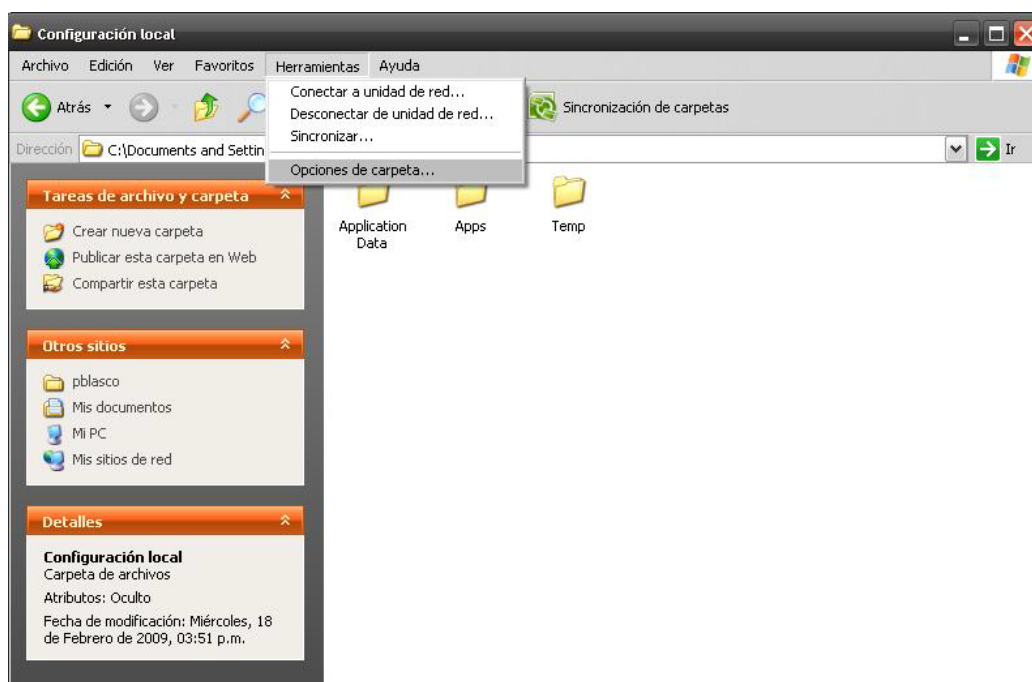 Configuración local
Archivo Edición Ver Favoritos Herramientas Ayuda
Conectar a unidad de red...
Desconectar de unidad de red...
Sincronizar...
Opciones de carpeta...
Atrás
Sincronización de carpetas
Dirección C:\Documents and Settin
Ir
Tareas de archivo y carpeta
Crear nueva carpeta
Publicar esta carpeta en Web
Compartir esta carpeta
Otros sitios
pblasco
Mis documentos
Mi PC
Mis sitios de red
Detalles
Configuración local
Carpeta de archivos
Atributos: Oculto
Fecha de modificación: Miércoles, 18
de Febrero de 2009, 03:51 p.m.
Application
Data
Apps
Temp